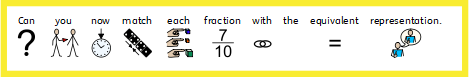 Can you now match each fraction with the equivalent representation.
? 7/10 =